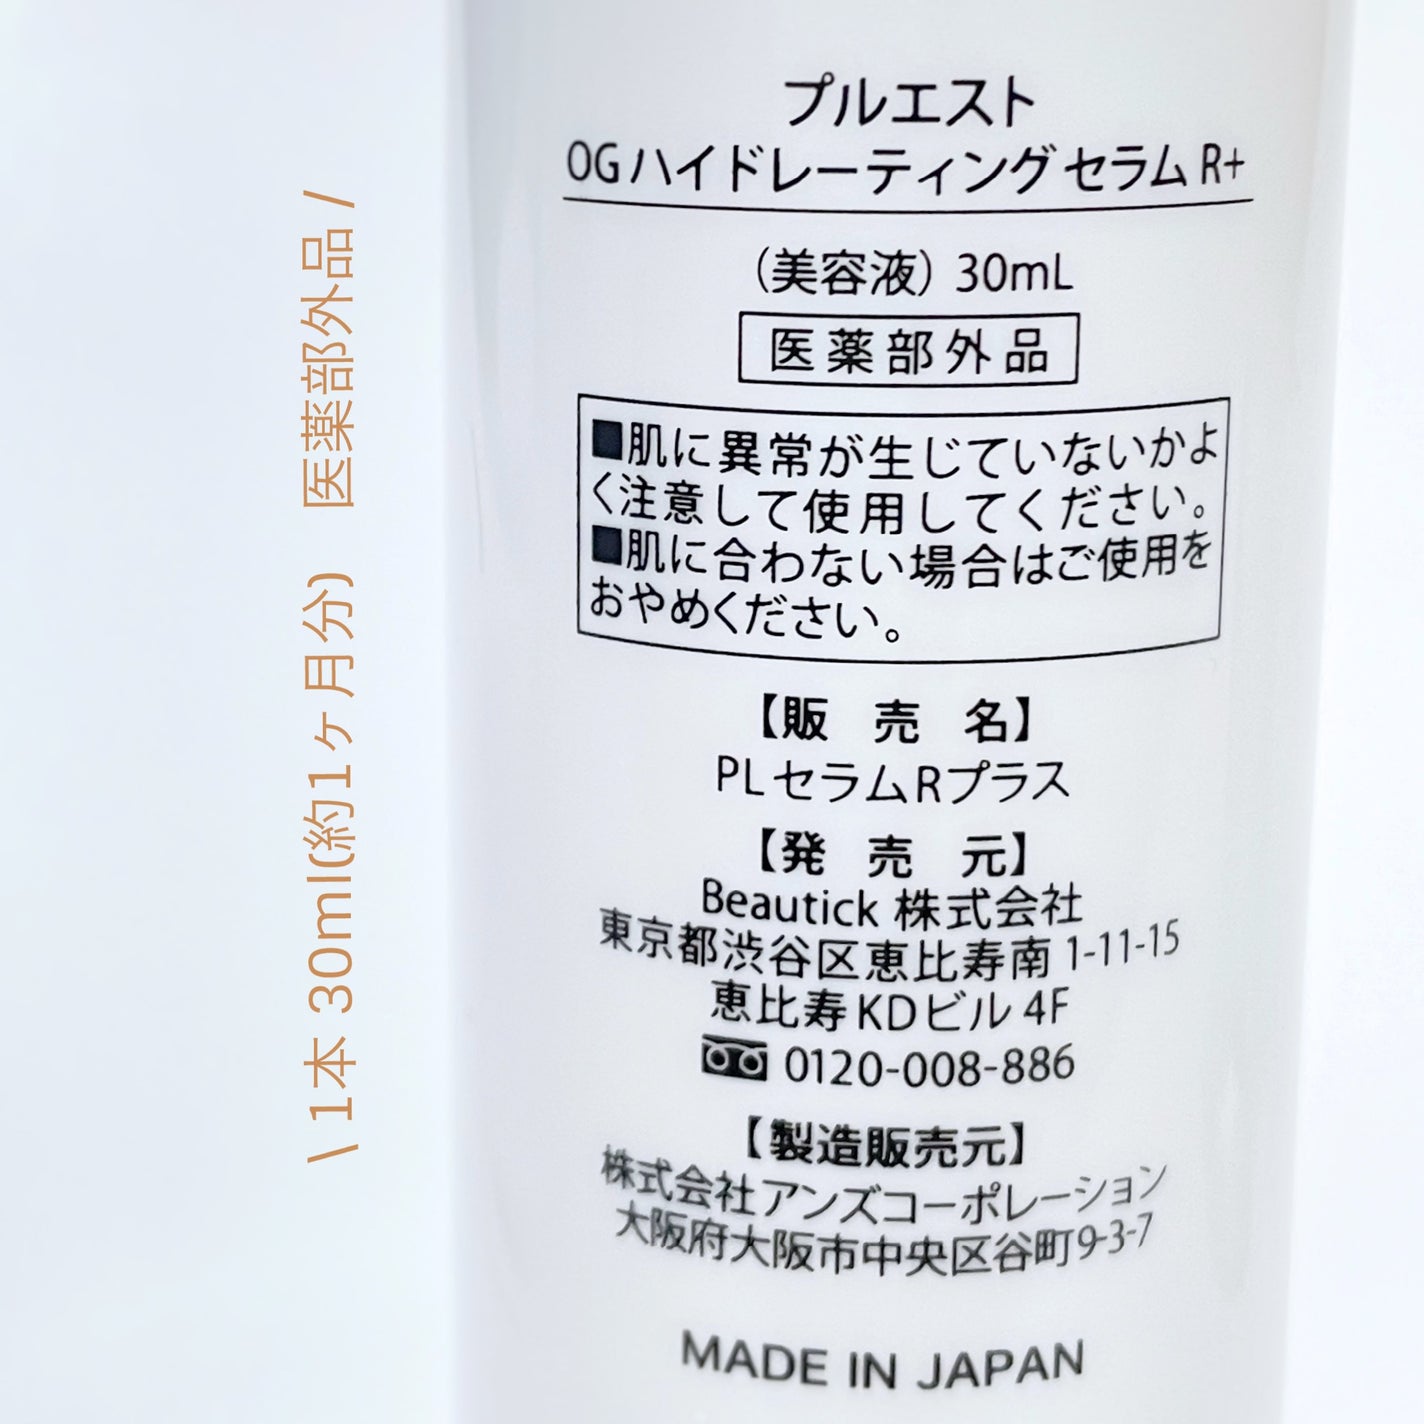 \ 1本 30ml(約1ヶ月分)　医薬部外品 /
プルエスト
OGハイドレーティングセラム R+
（美容液）30mL
医薬部外品
■肌に異常が生じていないかよ
く注意して使用してください。
■肌に合わない場合はご使用を
おやめください。
【販 売 名】
PLセラムRプラス
【発 売 元】
Beautick 株式会社
東京都渋谷区恵比寿南 1-11-15
恵比寿KDビル 4F
0120-008-886
【製造販売元】
株式会社アンズコーポレーション
大阪府大阪市中央区谷町9-3-7
MADE IN JAPAN